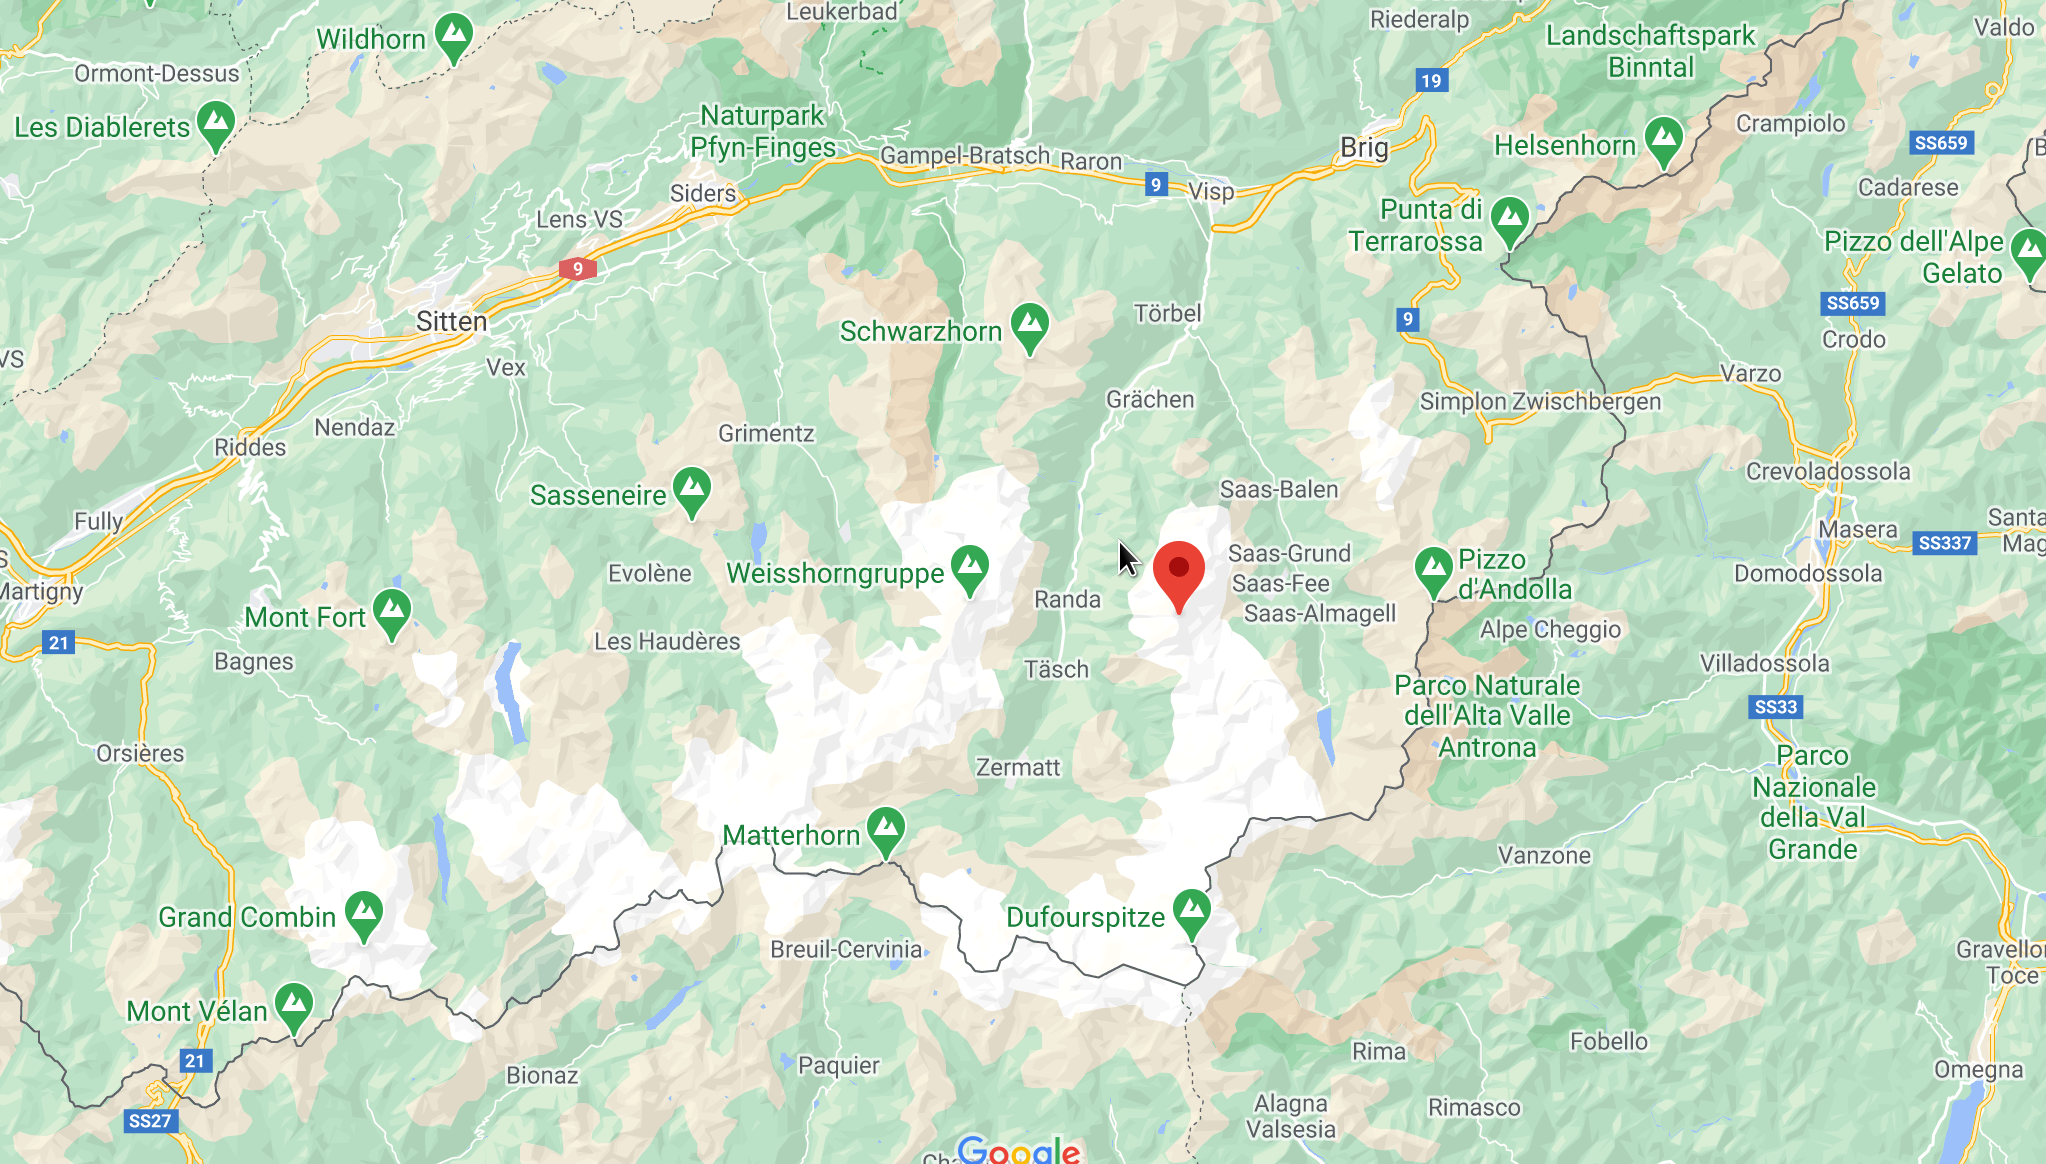 Leukerbad
Riederalp
Landschaftspark
Binntal
Valdo
Wildhorn
Ormont-Dessus
19
Les Diablerets
Naturpark
Pfyn-Finges
Crampiolo
Helsenhorn
SS659
Gampel-Bratsch
Raron
Brig
9
Visp
Siders
Cadarese
Lens VS
Punta di
Terrarossa
Pizzo dell'Alpe
Gelato
9
SS659
Törbel
9
Sitten
Schwarzhorn
Crodo
VS
Vex
Varzo
Grächen
Simplon
Zwischbergen
Nendaz
Grimentz
Riddes
Crevoladossola
Saas-Balen
Sasseneire
Fully
Masera
Santa
Mag
SS337
Saas-Grund
Pizzo
d'Andolla
Evolène
Weisshorngruppe
Saas-Fee
Domodossola
Martigny
Randa
Saas-Almagell
Mont Fort
Alpe Cheggio
21
Les Haudères
Bagnes
Täsch
Villadossola
Parco Naturale
dell'Alta Valle
Antrona
SS33
Orsières
Zermatt
Parco
Nazionale
della Val
Grande
Matterhorn
Vanzone
Grand Combin
Dufourspitze
Breuil-Cervinia
Gravellon
Toce
Mont Vélan
21
Rima
Fobello
Bionaz
Paquier
Omegna
SS27
Alagna
Valsesia
Rimasco
Google